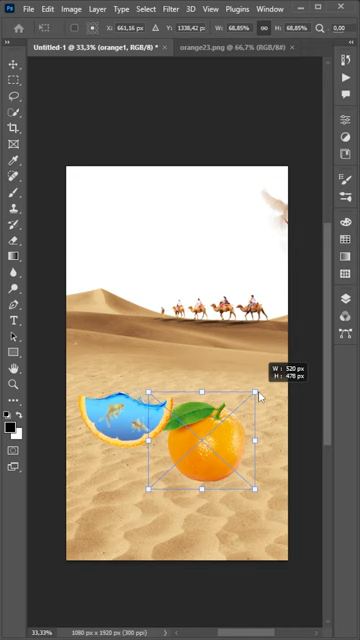 Ps File Edit Image Layer Type Select Filter 3D View Plugins Window
X: 661,16 px Y: 1338,42 px W: 68,85% H: 68,85% 0,00
Untitled-1 @ 33,3% (orange1, RGB/8) * × orange23.png @ 66,7% (RGB/8#) ×
W : 520 px
H : 478 px
33,33% 1080 px x 1920 px (300 ppi)